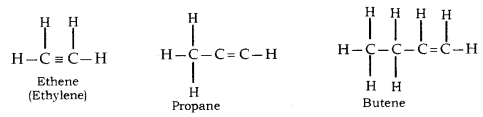 H H
H–C≡C–H
Ethene
(Ethylene)
H
H–C–C=C–H
H
Propane
H H H H
H–C–C–C=C–H
H H
Butene